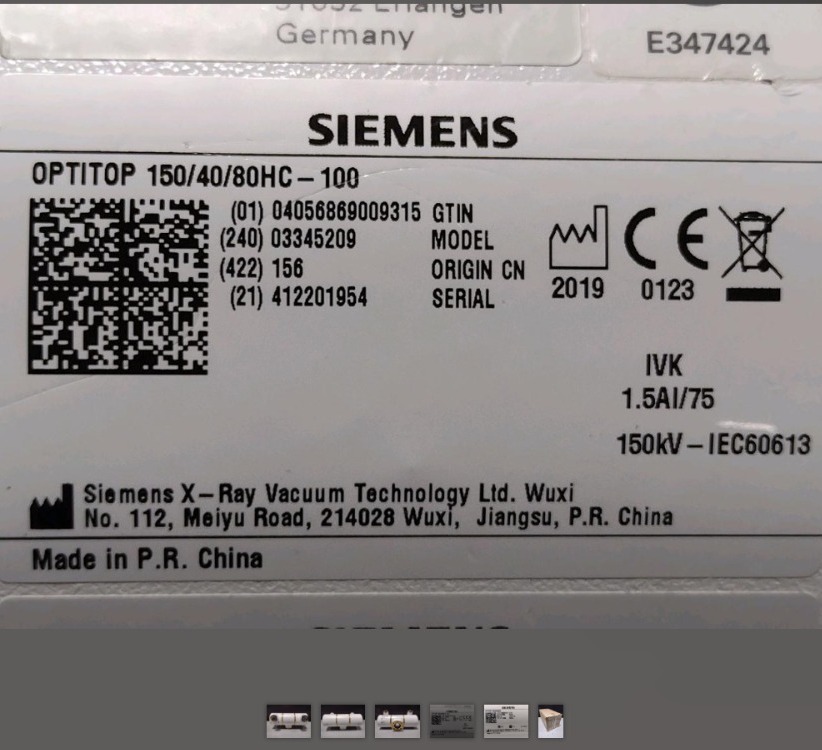 Germany
E347424
SIEMENS
OPTITOP 150/40/80HC-100
(01) 04056869009315 GTIN
(240) 03345209 MODEL
(422) 156 ORIGIN CN
(21) 412201954 SERIAL
2019
CE
0123
IVK
1.5Al/75
150kV-IEC60613
Siemens X-Ray Vacuum Technology Ltd. Wuxi
No. 112, Meiyu Road, 214028 Wuxi, Jiangsu, P.R. China
Made in P.R. China